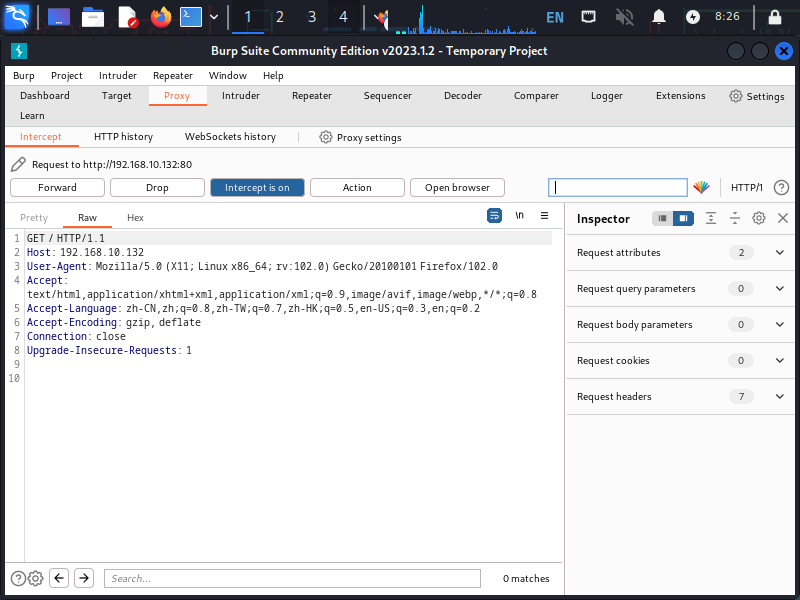 1 2 3 4 EN 8:26
Burp Suite Community Edition v2023.1.2 - Temporary Project
Burp Project Intruder Repeater Window Help
Dashboard Target Proxy Intruder Repeater Sequencer Decoder Comparer Logger Extensions Settings
Learn
Intercept HTTP history WebSockets history Proxy settings
Request to http://192.168.10.132:80
Forward Drop Intercept is on Action Open browser HTTP/1 ?
Pretty Raw Hex \n
Inspector
1 GET / HTTP/1.1
2 Host: 192.168.10.132
3 User-Agent: Mozilla/5.0 (X11; Linux x86_64; rv:102.0) Gecko/20100101 Firefox/102.0
4 Accept:
text/html,application/xhtml+xml,application/xml;q=0.9,image/avif,image/webp,*/*;q=0.8
5 Accept-Language: zh-CN,zh;q=0.8,zh-TW;q=0.7,zh-HK;q=0.5,en-US;q=0.3,en;q=0.2
6 Accept-Encoding: gzip, deflate
7 Connection: close
8 Upgrade-Insecure-Requests: 1
9
10
Request attributes 2
Request query parameters 0
Request body parameters 0
Request cookies 0
Request headers 7
? Search... 0 matches